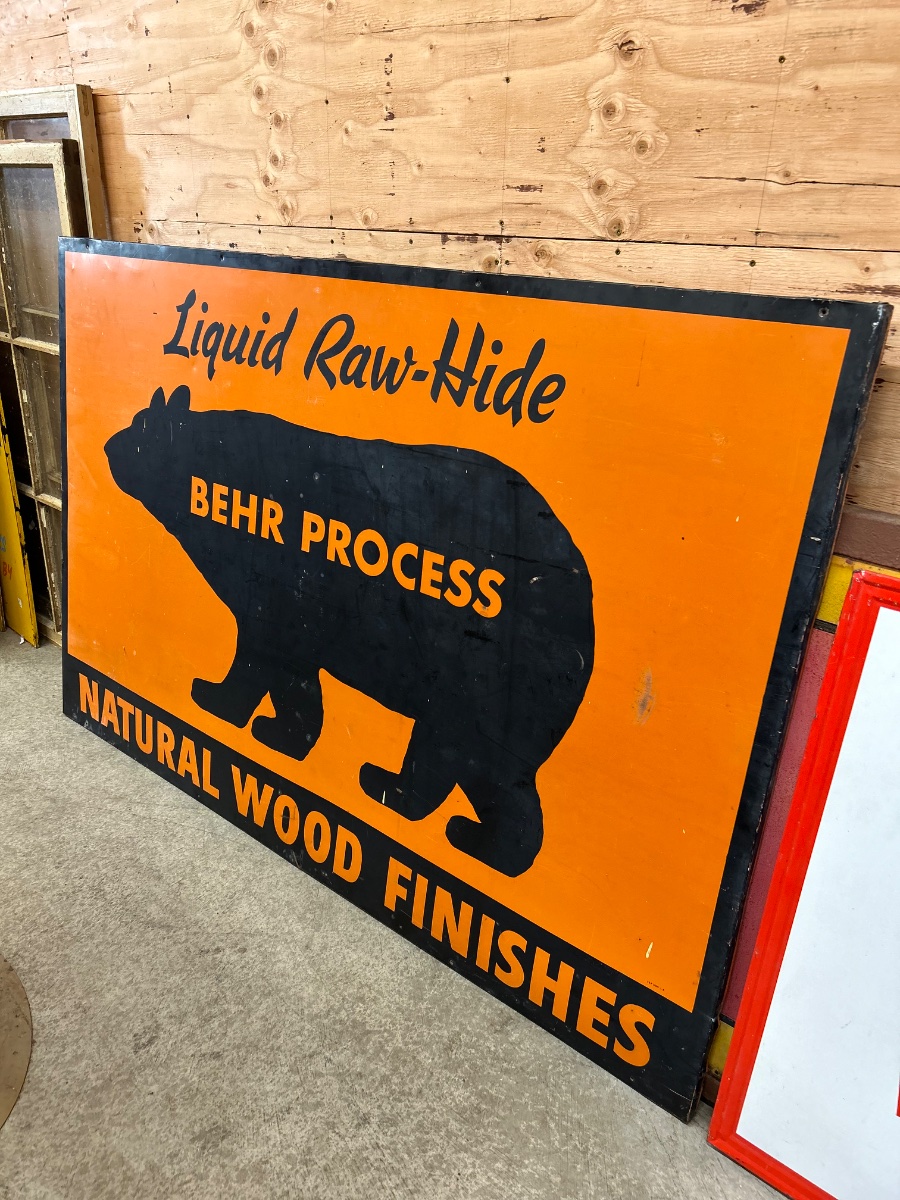 Liquid Raw-Hide
BEHR PROCESS
NATURAL WOOD FINISHES